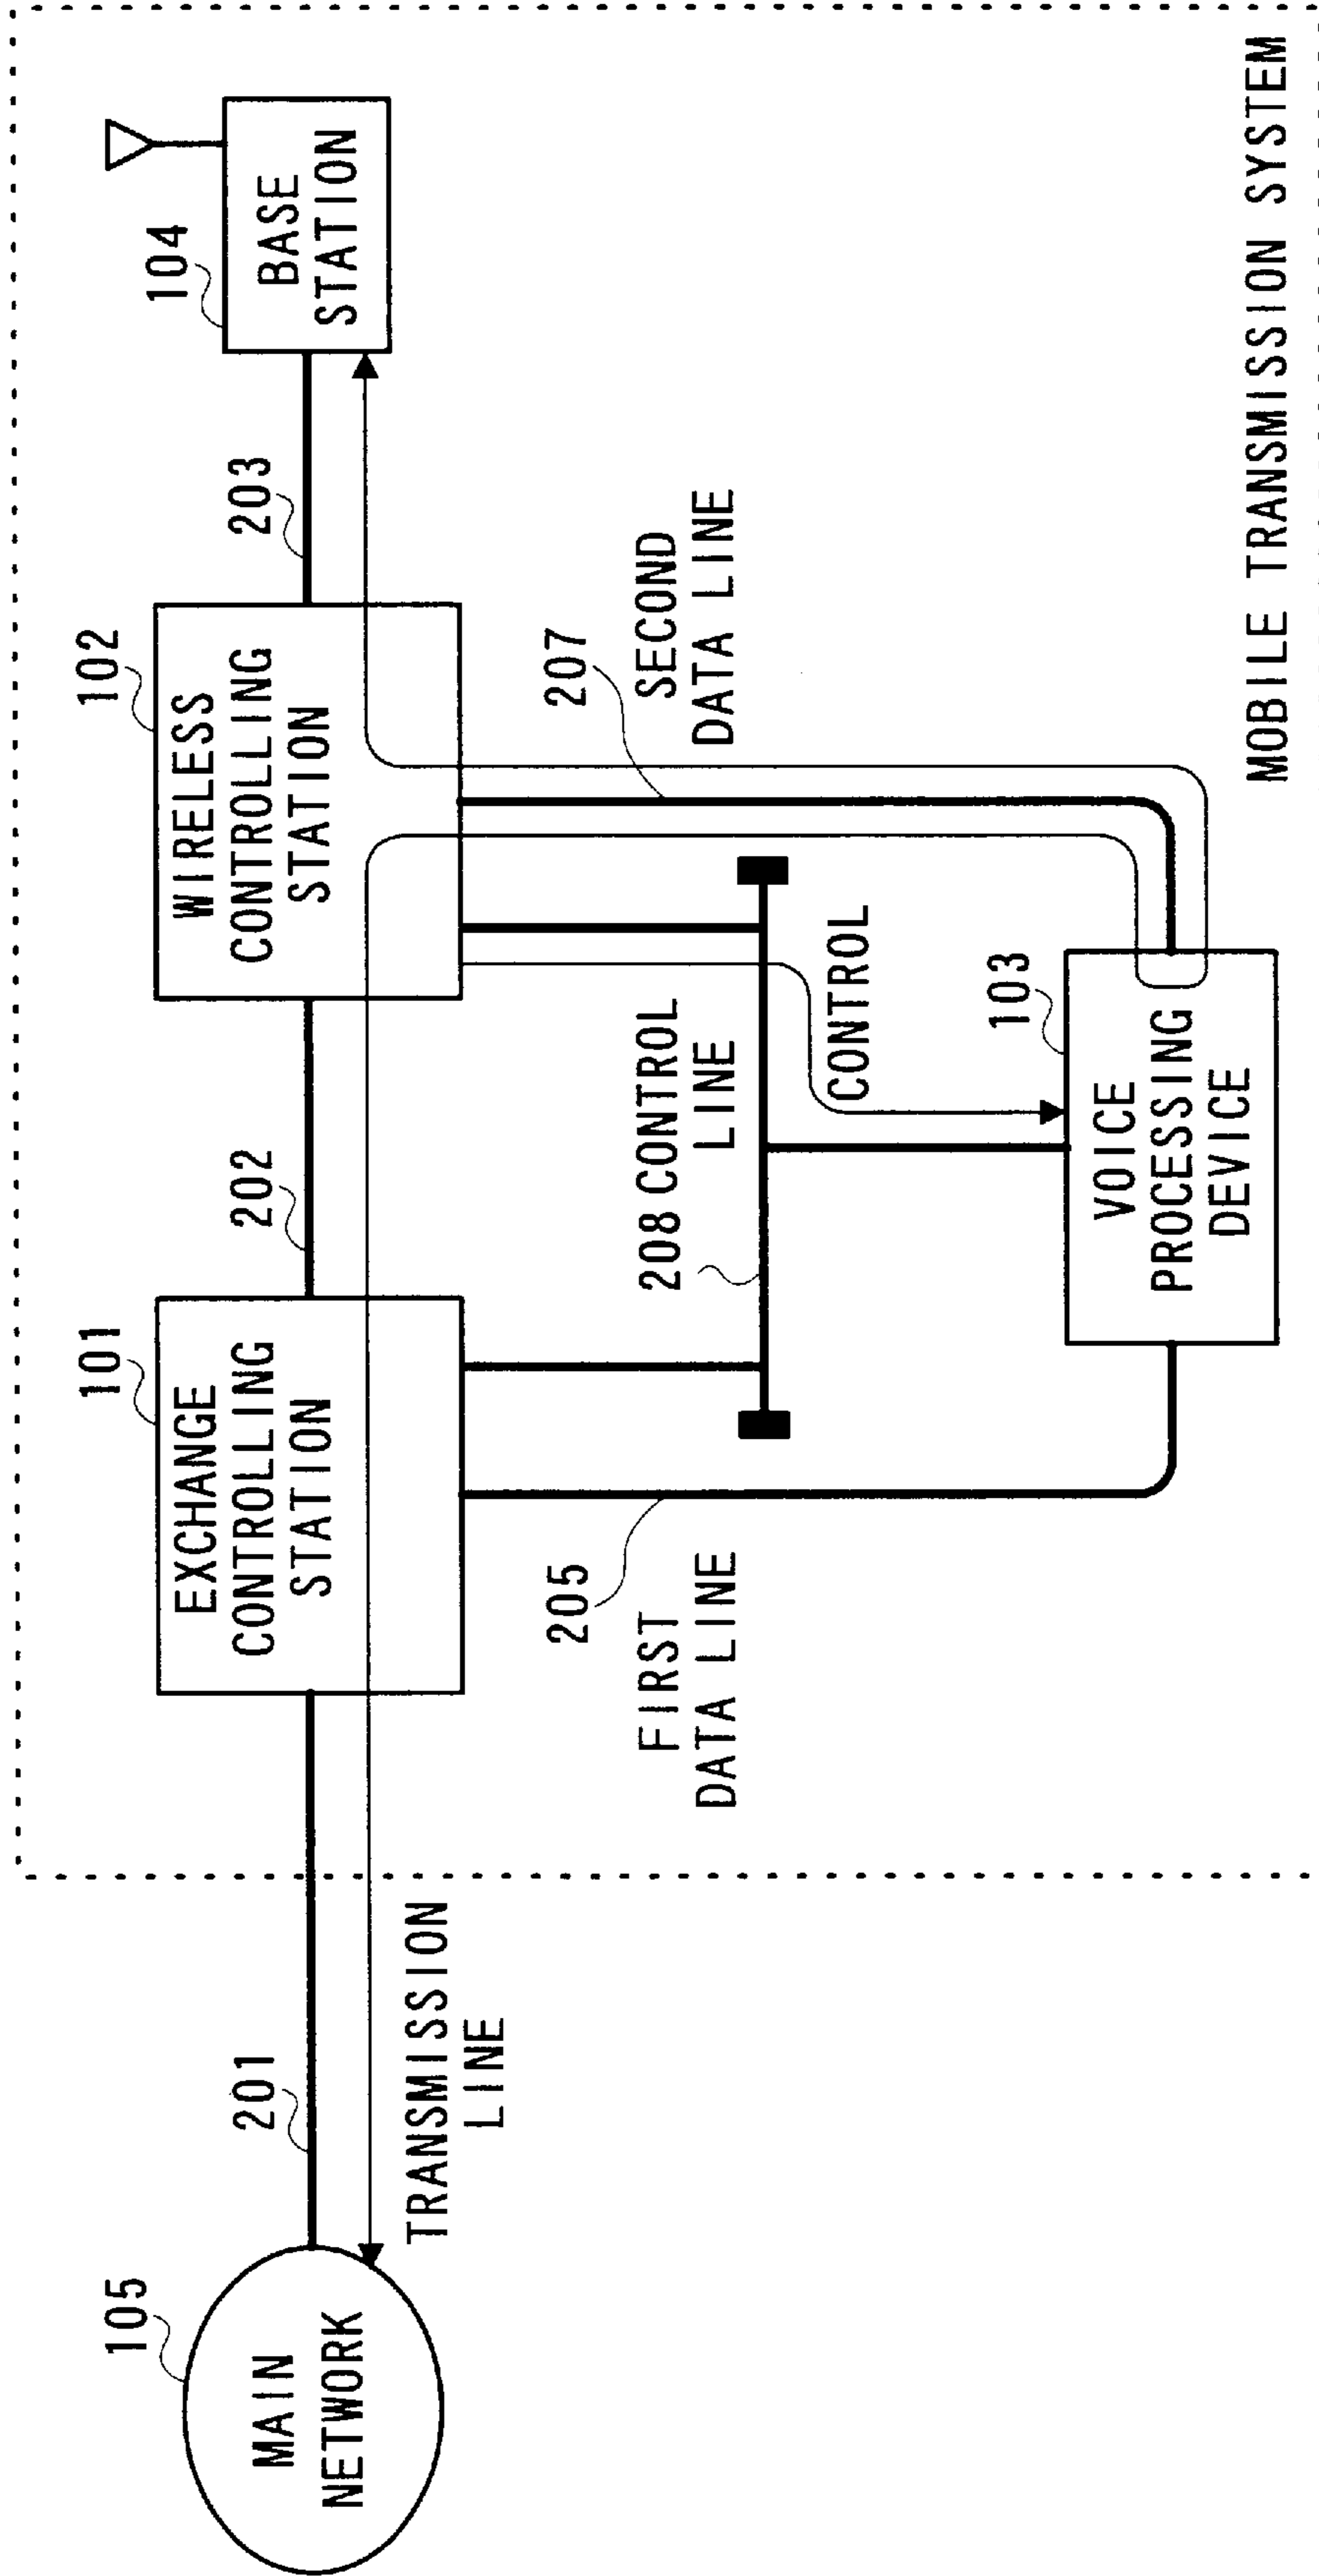 105
MAIN
NETWORK
201
TRANSMISSION
LINE
101
EXCHANGE
CONTROLLING
STATION
202
102
WIRELESS
CONTROLLING
STATION
203
104
BASE
STATION
205
FIRST
DATA LINE
208 CONTROL
LINE
CONTROL
207
SECOND
DATA LINE
103
VOICE
PROCESSING
DEVICE
MOBILE TRANSMISSION SYSTEM